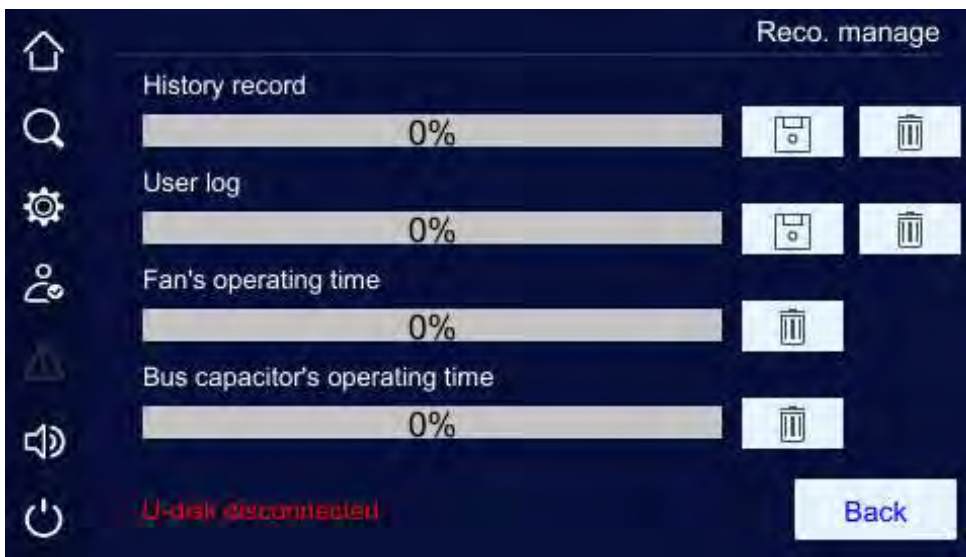 Reco. manage
History record
0%
User log
0%
Fan's operating time
0%
Bus capacitor's operating time
0%
U-disk disconnected
Back